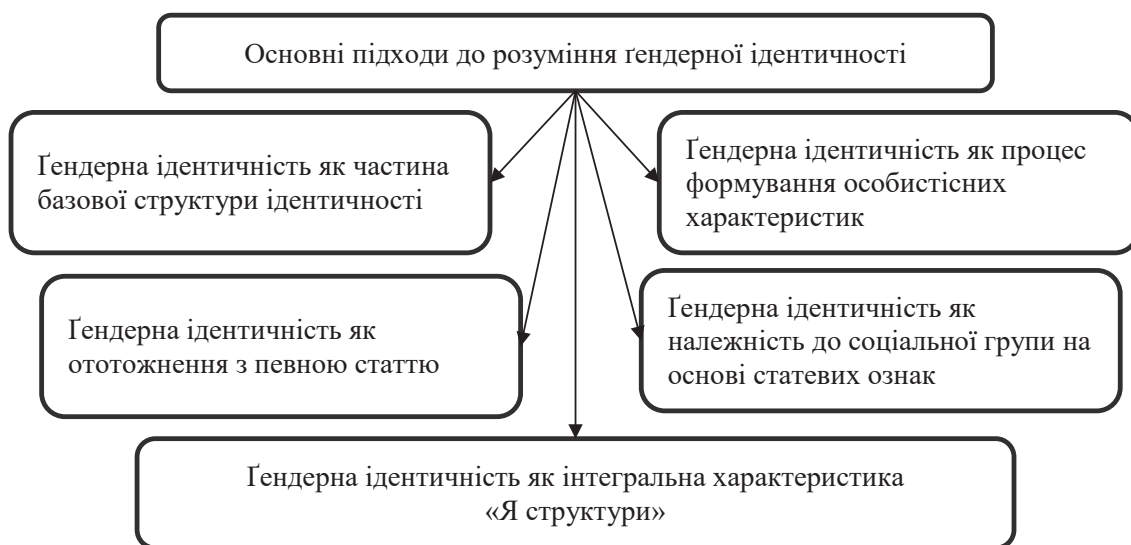 Основні підходи до розуміння ґендерної ідентичності
Ґендерна ідентичність як частина
базової структури ідентичності
Ґендерна ідентичність як процес
формування особистісних
характеристик
Ґендерна ідентичність як
ототожнення з певною статтю
Ґендерна ідентичність як
належність до соціальної групи на
основі статевих ознак
Ґендерна ідентичність як інтегральна характеристика
«Я структури»